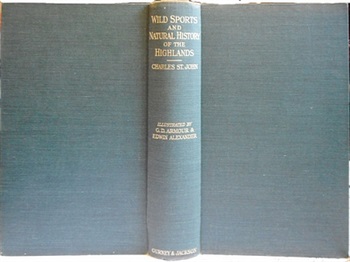 WILD SPORTS
AND
NATURAL HISTORY
OF THE
HIGHLANDS
CHARLES ST. JOHN
ILLUSTRATED BY
G. D. ARMOUR &
EDWIN ALEXANDER
GURNEY & JACKSON